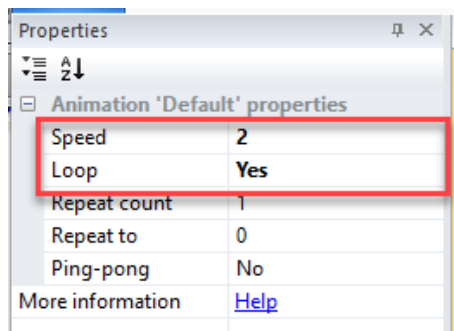 Properties
Animation 'Default' properties
Speed 2
Loop Yes
Repeat count 1
Repeat to 0
Ping-pong No
More information Help